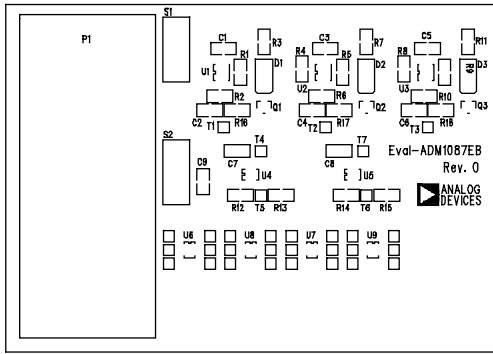 P1
S1
C1
R1
R3
C3
R4
R5
R7
C5
R8
R11
U1
D1
U2
D2
U3
R9
D3
R2
R6
R10
C2
R16
Q1
C4
R17
Q2
C6
R18
Q3
T1
T2
T3
S2
T4
T7
C7
C8
Eval-ADM1087EB
Rev. 0
C9
U4
U5
ANALOG
DEVICES
R12
T5
R13
R14
T6
R15
U6
U8
U7
U9